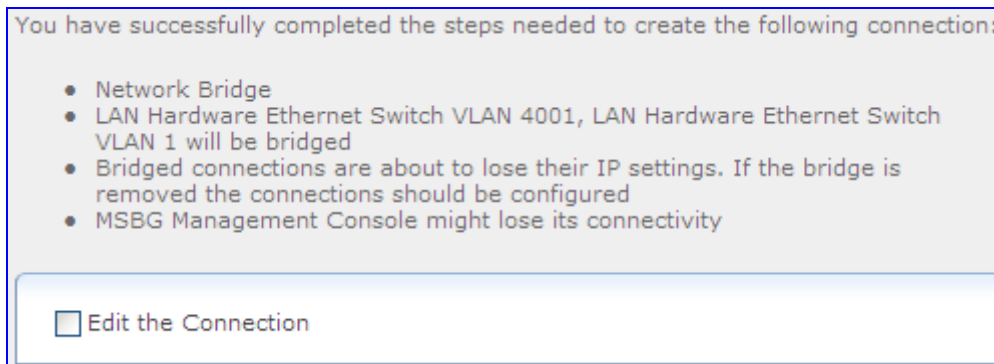 You have successfully completed the steps needed to create the following connection:
● Network Bridge
● LAN Hardware Ethernet Switch VLAN 4001, LAN Hardware Ethernet Switch
VLAN 1 will be bridged
● Bridged connections are about to lose their IP settings. If the bridge is
removed the connections should be configured
● MSBG Management Console might lose its connectivity
Edit the Connection